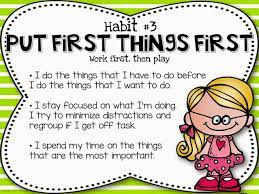 Habit #3
PUT FIRST THINGS FIRST
Work first, then play
• I do the things that I have to do before
I do the things that I want to do.
• I stay focused on what I'm doing.
I try to minimize distractions and
regroup if I get off task.
• I spend my time on the things
that are the most important.